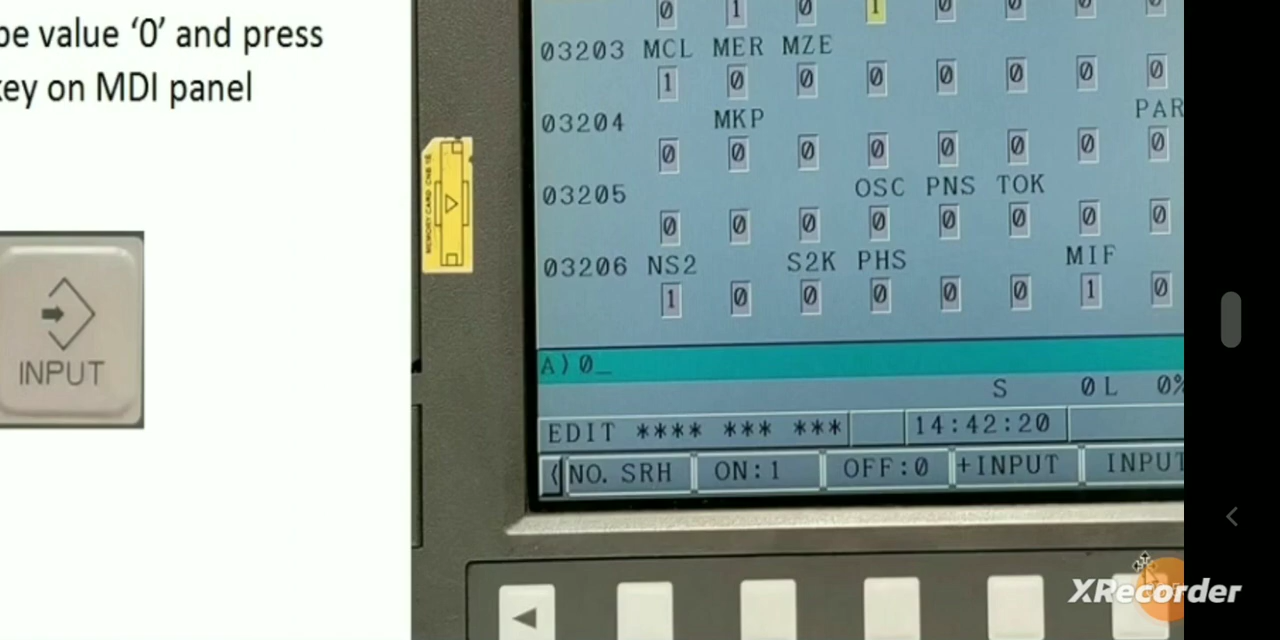 be value ‘0’ and press
key on MDI panel
INPUT
MEMORY CARD CNB 1E
0 1 0 1 0 0 0 0
03203 MCL MER MZE
1 0 0 0 0 0 0 0
03204 MKP PAR
0 0 0 0 0 0 0 0
03205 OSC PNS TOK
0 0 0 0 0 0 0 0
03206 NS2 S2K PHS MIF
1 0 0 0 0 0 1 0
A) 0_
S 0 L 0%
EDIT **** *** *** 14:42:20
(NO. SRH ON:1 OFF:0 +INPUT INPUT
XRecorder